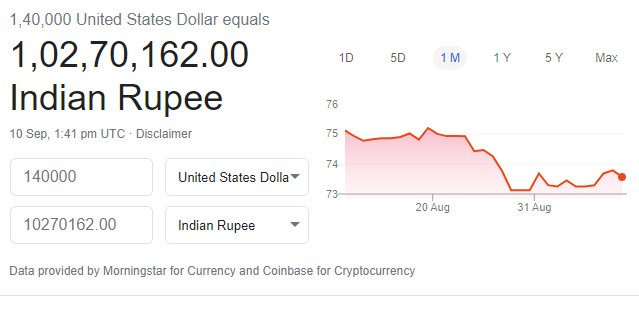 1,40,000 United States Dollar equals
1,02,70,162.00
Indian Rupee
10 Sep, 1:41 pm UTC · Disclaimer
140000
United States Dolla
10270162.00
Indian Rupee
1D 5D 1 M 1 Y 5 Y Max
76
75
74
73
20 Aug 31 Aug
Data provided by Morningstar for Currency and Coinbase for Cryptocurrency